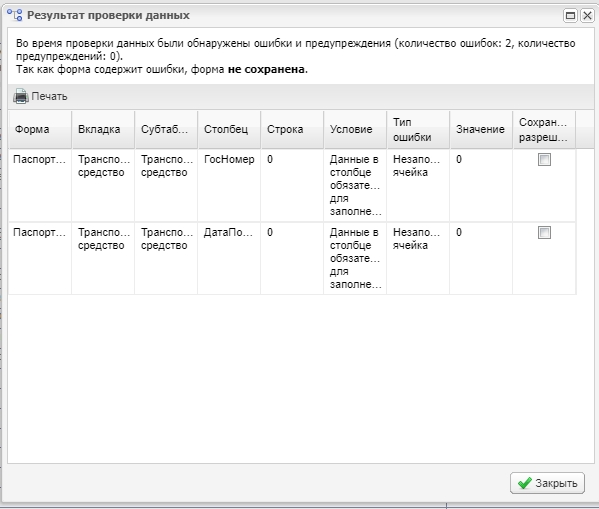 Результат проверки данных
Во время проверки данных были обнаружены ошибки и предупреждения (количество ошибок: 2, количество
предупреждений: 0).
Так как форма содержит ошибки, форма не сохранена.
Печать
Форма Вкладка Субтаб... Столбец Строка Условие Тип ошибки Значение Сохран... разреш...
Паспорт... Транспо... средство Транспо... средство ГосНомер 0 Данные в столбце обязате... для заполне... Незапо... ячейка 0
Паспорт... Транспо... средство Транспо... средство ДатаПо... 0 Данные в столбце обязате... для заполне... Незапо... ячейка 0
Закрыть